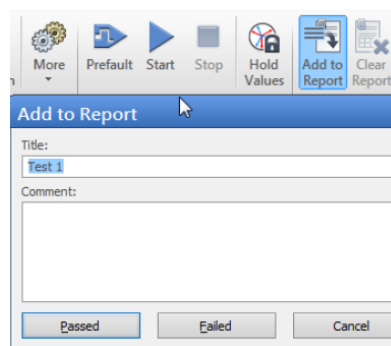 More Prefault Start Stop Hold Values Add to Report Clear Report
Add to Report
Title:
Test 1
Comment:
Passed Failed Cancel